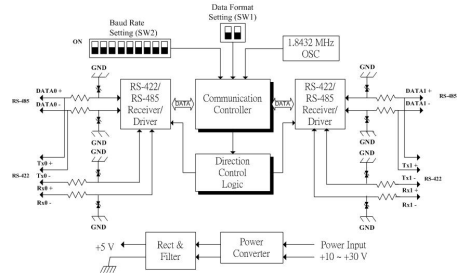 Data Format
Setting (SW1)
Baud Rate
Setting (SW2)
ON
1.8432 MHz
OSC
GND
GND
DATA0 +
RS-485
DATA0 -
RS-422/
RS-485
Receiver/
Driver
DATA
Communication
Controller
DATA
RS-422/
RS-485
Receiver/
Driver
DATA1 +
RS-485
DATA1 -
GND
GND
GND
GND
Tx0 +
Tx0 -
RS-422
Rx0 +
Rx0 -
Direction
Control
Logic
Tx1 +
Tx1 -
RS-422
Rx1 +
Rx1 -
GND
GND
+5 V
Rect &
Filter
Power
Converter
Power Input
+10 ~ +30 V